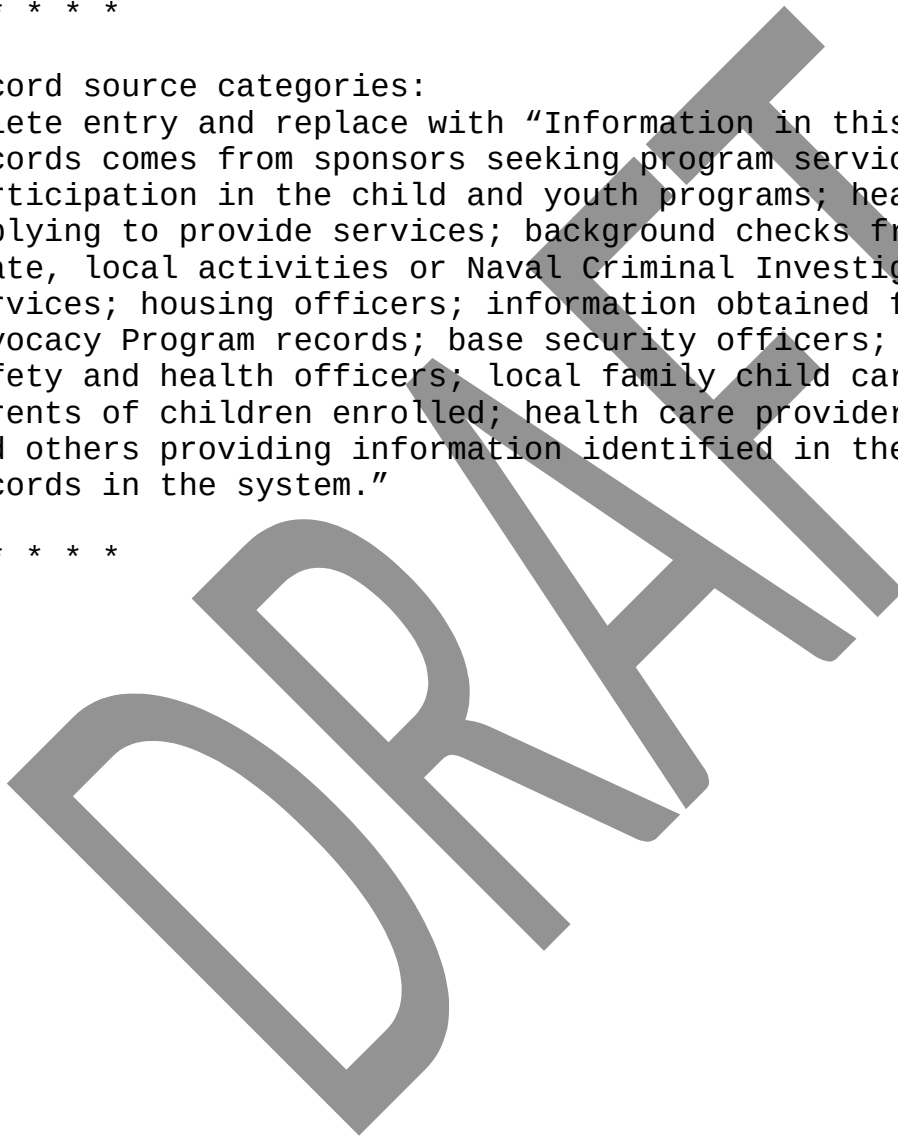 * * * *
cord source categories:
lete entry and replace with “Information in this
cords comes from sponsors seeking program servic
rticipation in the child and youth programs; hea
plying to provide services; background checks fr
ate, local activities or Naval Criminal Investig
rvices; housing officers; information obtained f
vocacy Program records; base security officers;
fety and health officers; local family child car
rents of children enrolled; health care provider
d others providing information identified in the
cords in the system.”
* * * *
DRAFT